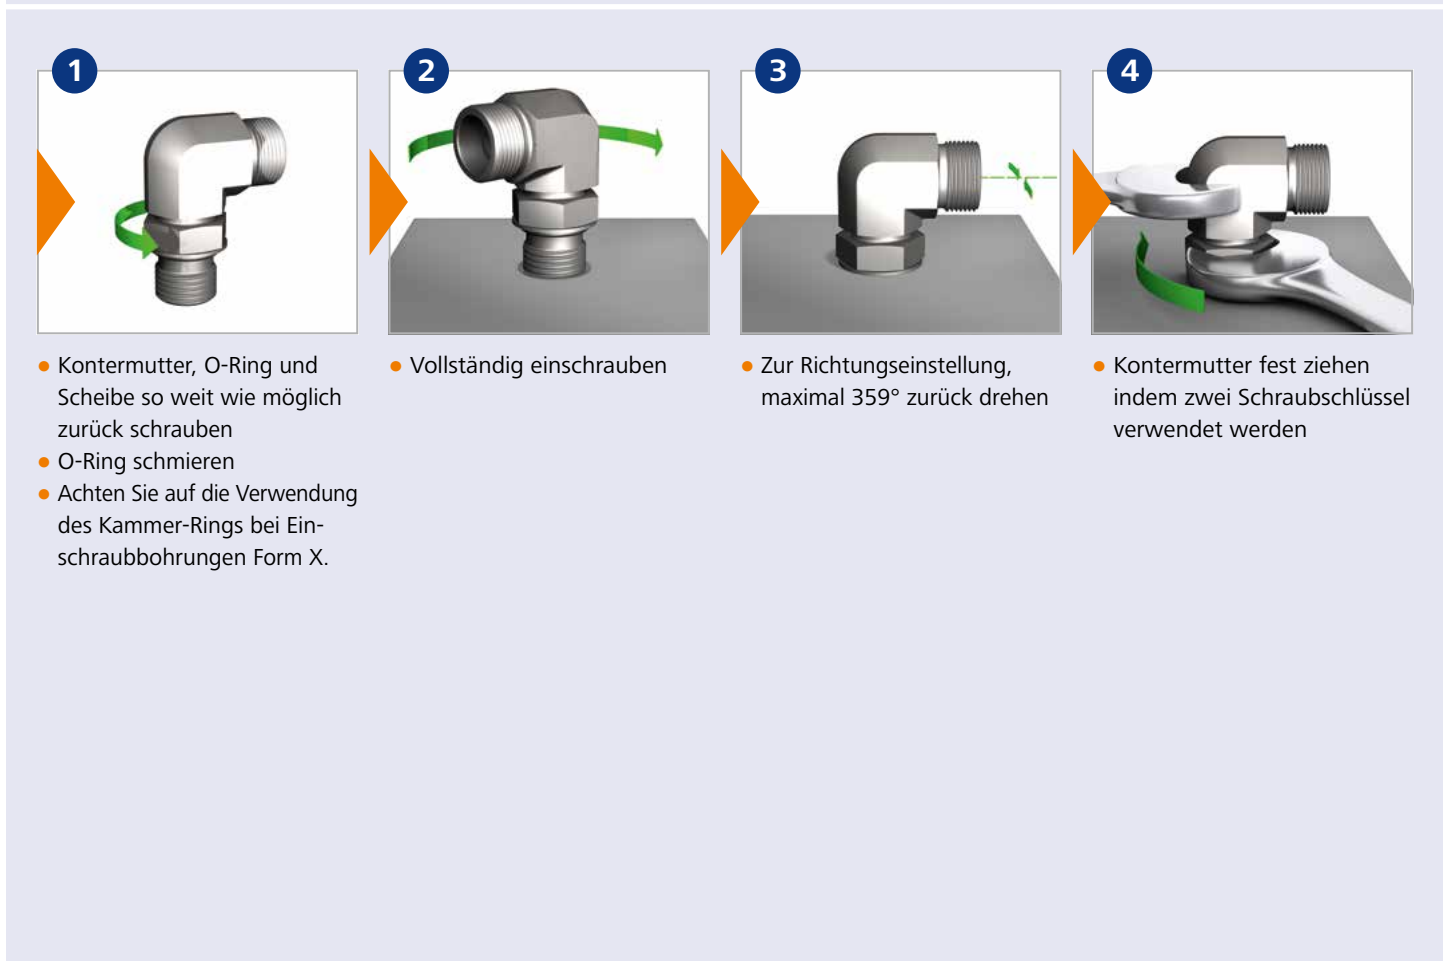 1
Kontermutter, O-Ring und
Scheibe so weit wie möglich
zurück schrauben
O-Ring schmieren
Achten Sie auf die Verwendung
des Kammer-Rings bei Ein-
schraubbohrungen Form X.
2
Vollständig einschrauben
3
Zur Richtungseinstellung,
maximal 359° zurück drehen
4
Kontermutter fest ziehen
indem zwei Schraubschlüssel
verwendet werden